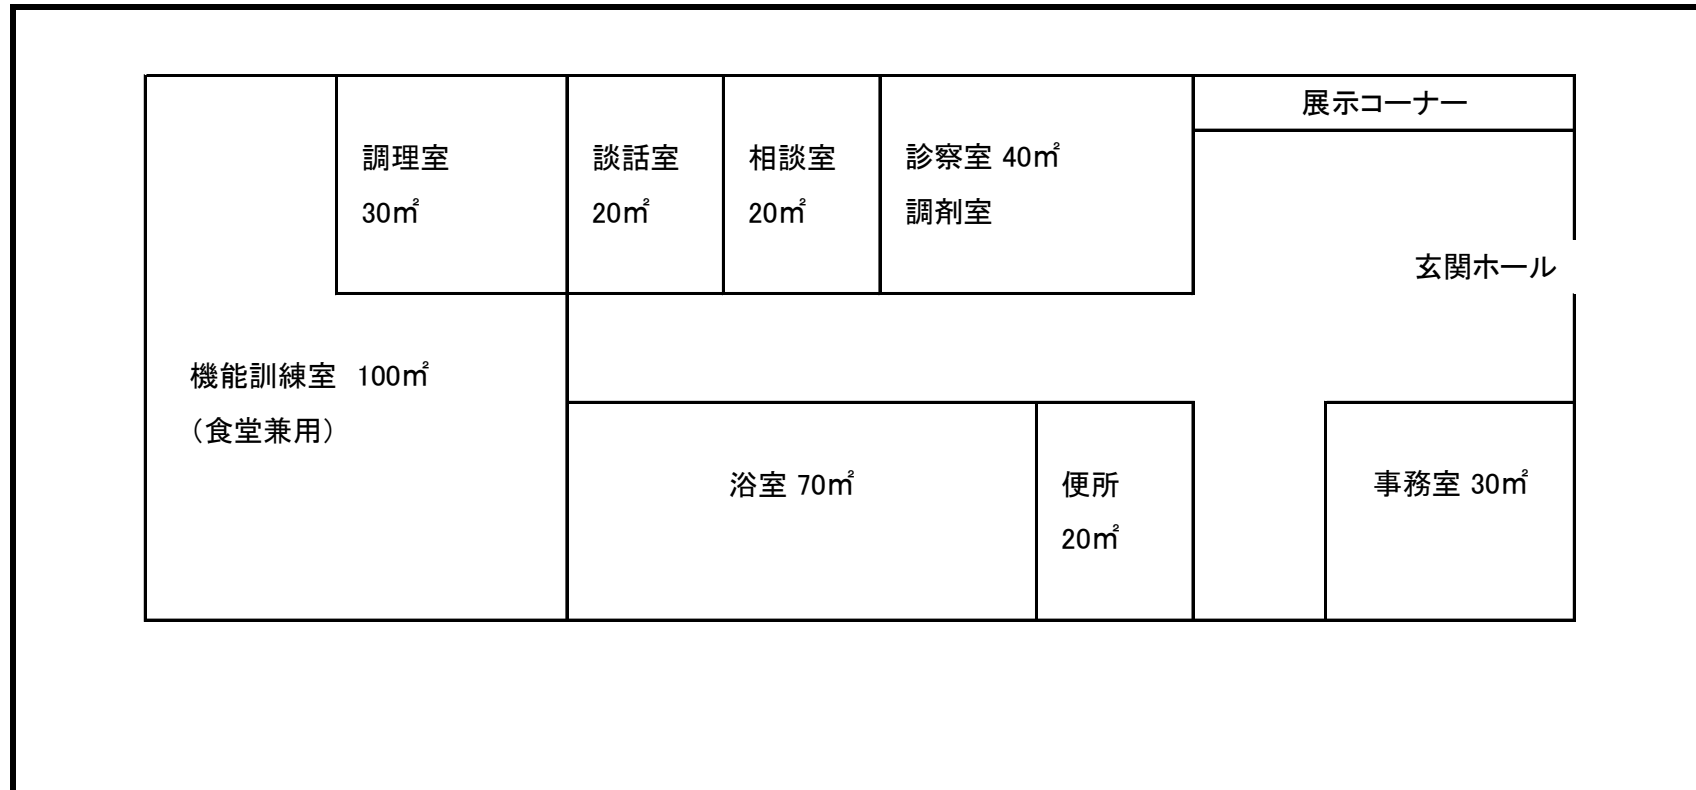 展示コーナー
調理室
30㎡
談話室
20㎡
相談室
20㎡
診察室 40㎡
調剤室
玄関ホール
機能訓練室 100㎡
（食堂兼用）
浴室 70㎡
便所
20㎡
事務室 30㎡